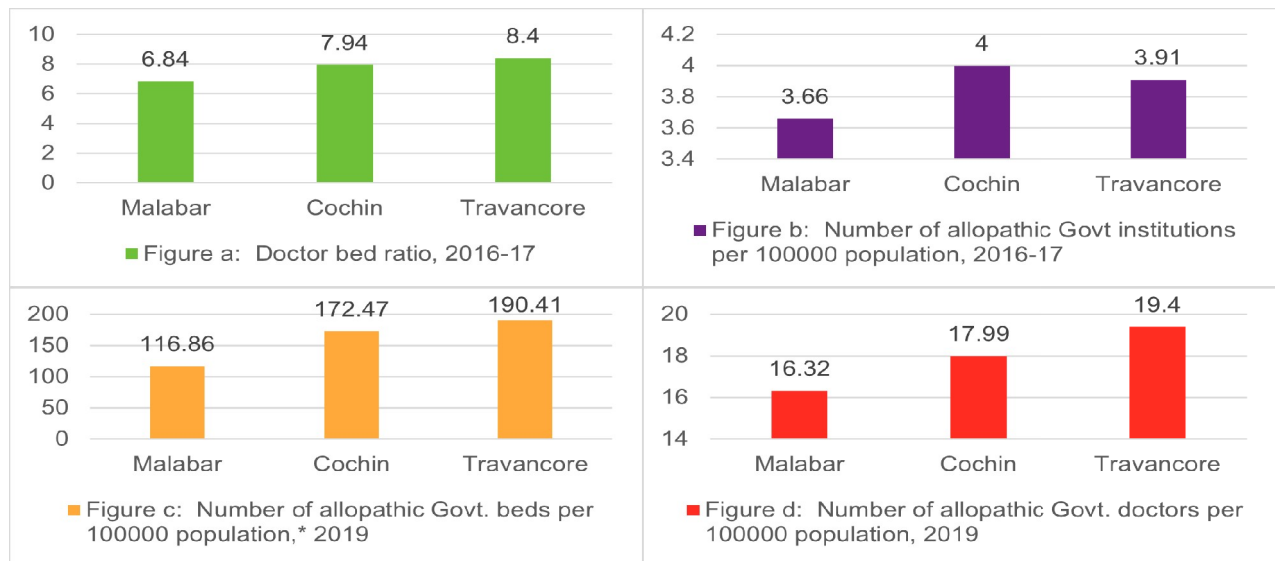 10
8
6
4
2
0
6.84
7.94
8.4
Malabar
Cochin
Travancore
Figure a: Doctor bed ratio, 2016-17
4.2
4
3.8
3.6
3.4
3.66
4
3.91
Malabar
Cochin
Travancore
Figure b: Number of allopathic Govt institutions
per 100000 population, 2016-17
200
150
100
50
0
116.86
172.47
190.41
Malabar
Cochin
Travancore
Figure c: Number of allopathic Govt. beds per
100000 population,* 2019
20
18
16
14
16.32
17.99
19.4
Malabar
Cochin
Travancore
Figure d: Number of allopathic Govt. doctors per
100000 population, 2019